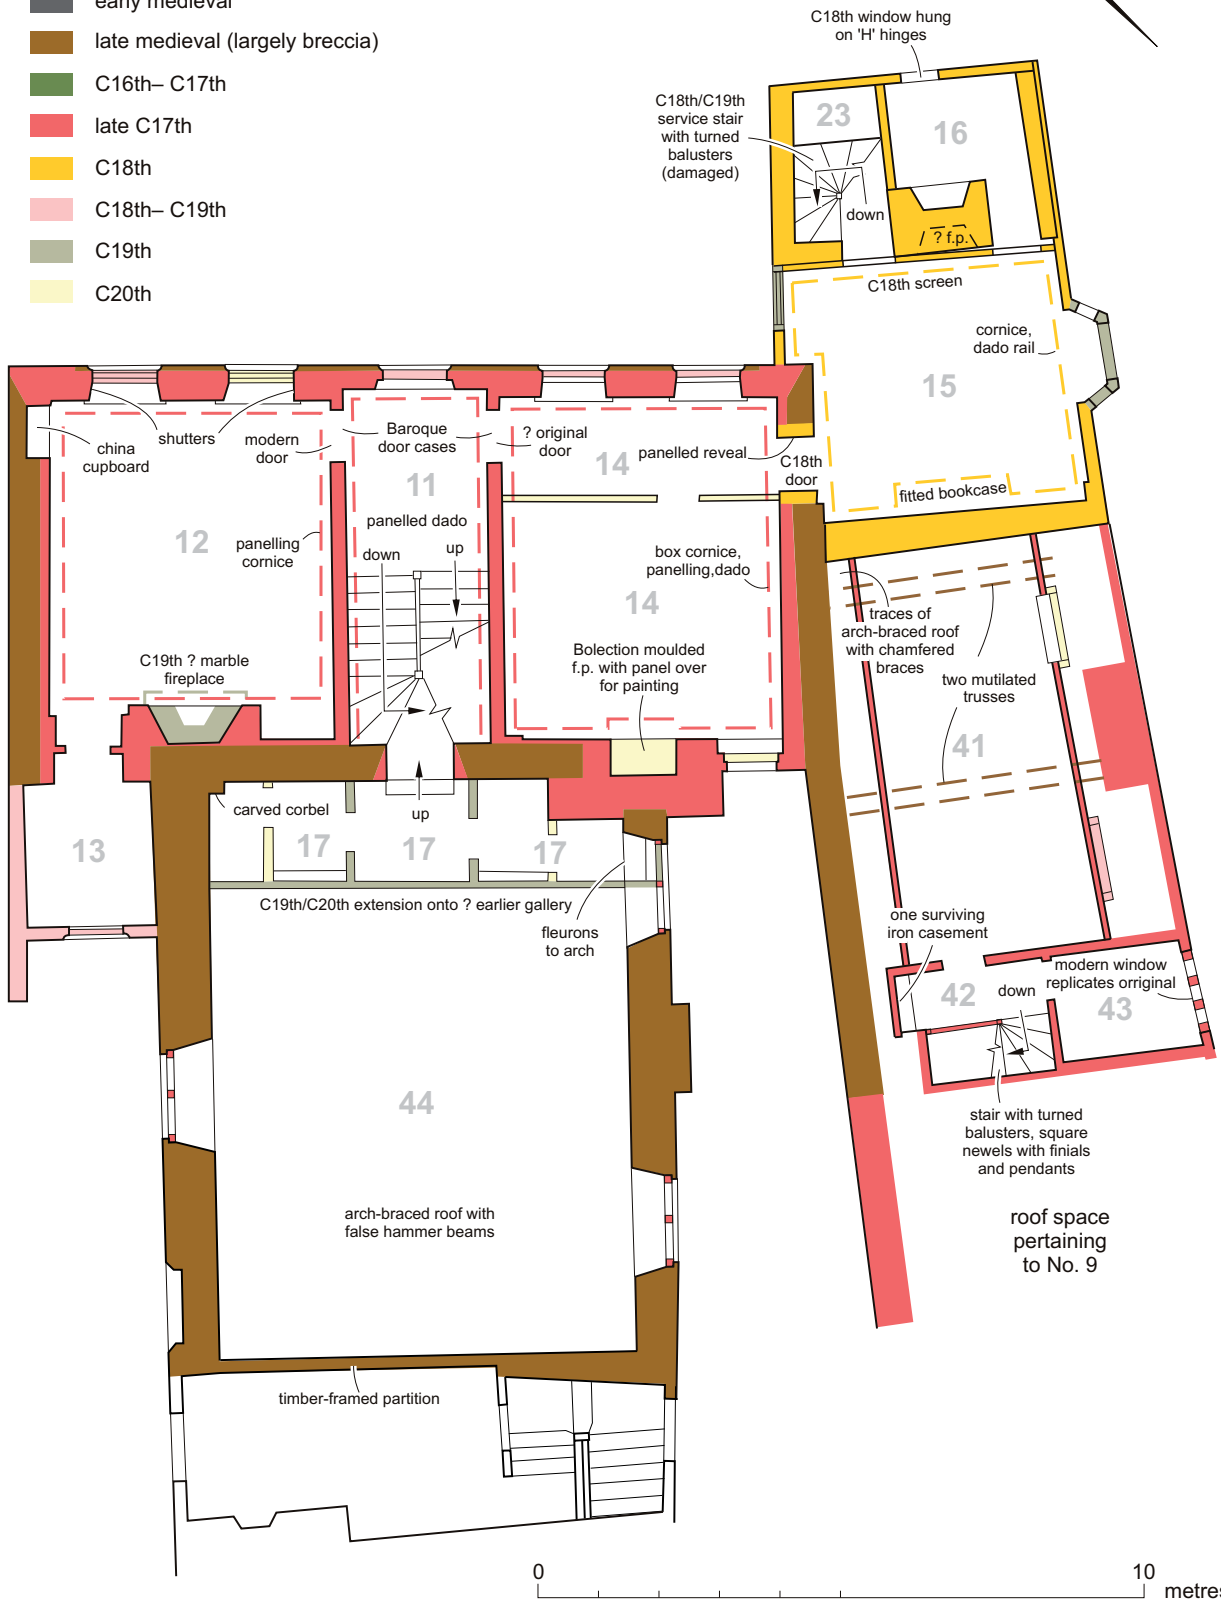 early medieval
late medieval (largely breccia)
C16th– C17th
late C17th
C18th
C18th– C19th
C19th
C20th
C18th window hung
on 'H' hinges
C18th/C19th
service stair
with turned
balusters
(damaged)
23
16
down
? f.p.
C18th screen
cornice,
dado rail
15
fitted bookcase
china
cupboard
shutters
modern
door
Baroque
door cases
? original
door
14
panelled reveal
C18th
door
11
12
panelling
cornice
panelled dado
down
up
box cornice,
panelling,dado
14
Bolection moulded
f.p. with panel over
for painting
C19th ? marble
fireplace
traces of
arch-braced roof
with chamfered
braces
two mutilated
trusses
41
carved corbel
up
13
17
17
17
C19th/C20th extension onto ? earlier gallery
fleurons
to arch
one surviving
iron casement
modern window
replicates orriginal
42
down
43
44
stair with turned
balusters, square
newels with finials
and pendants
arch-braced roof with
false hammer beams
roof space
pertaining
to No. 9
timber-framed partition
0
10
metres